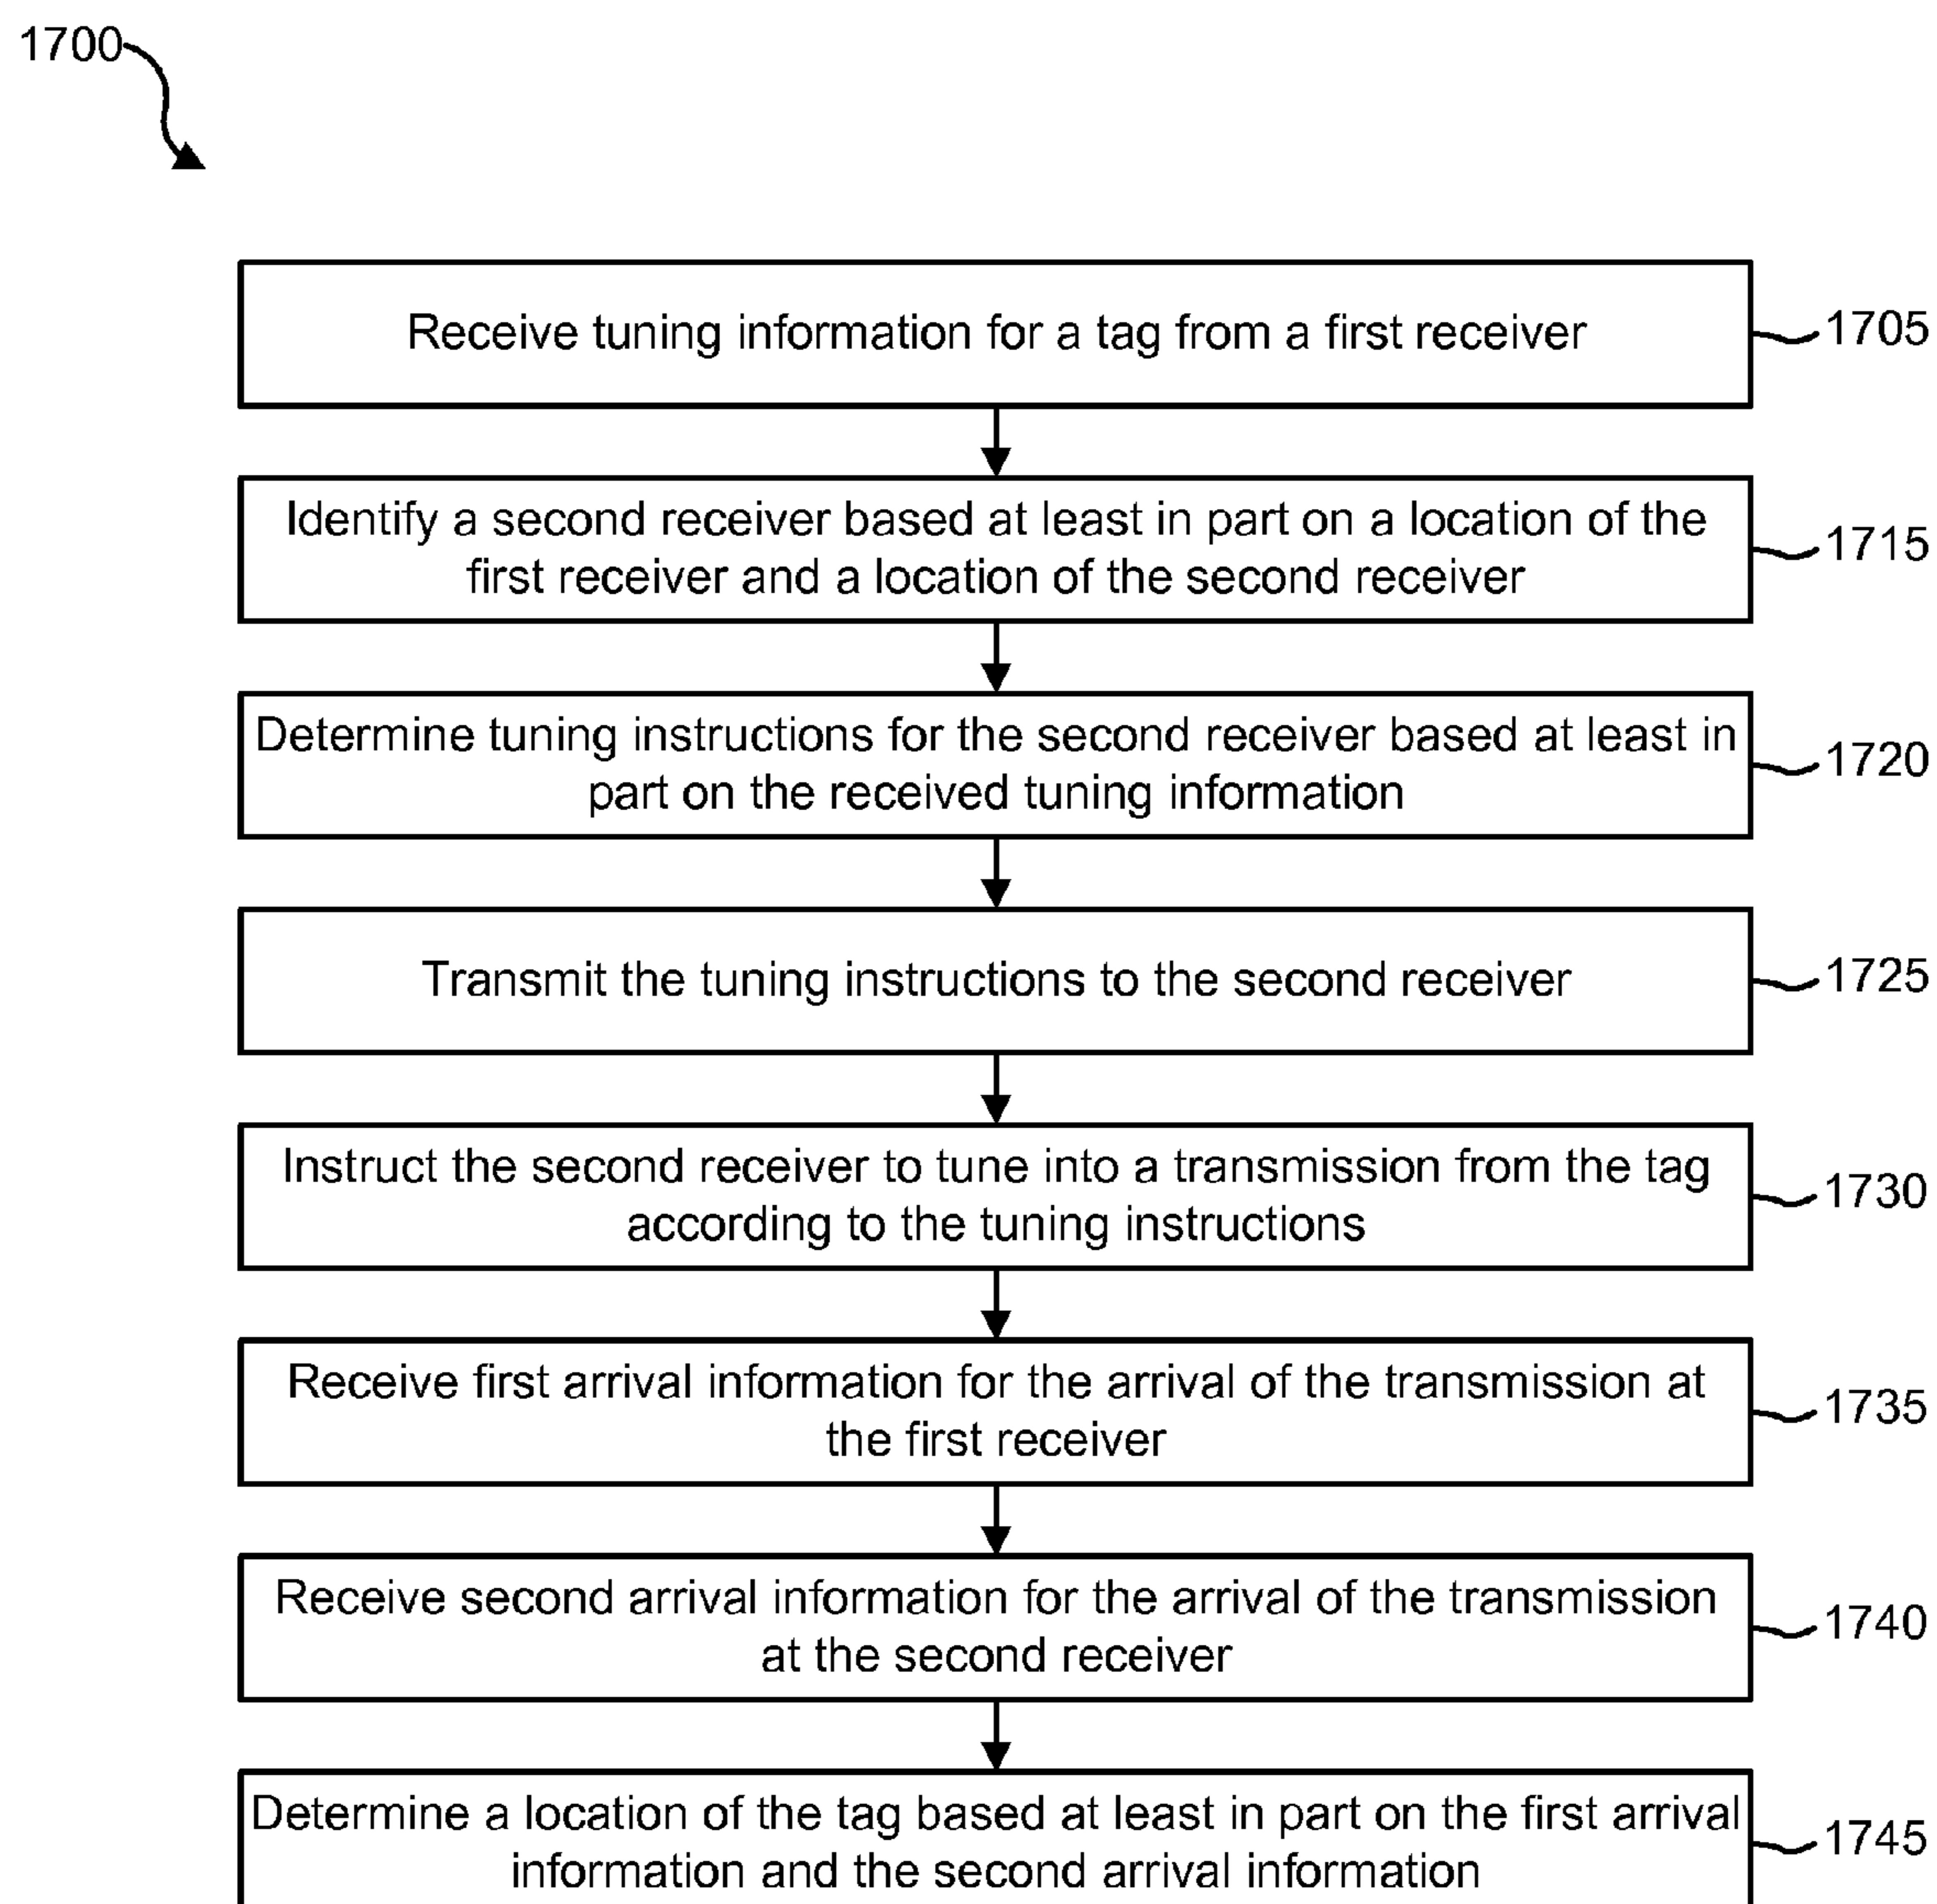 1700
Receive tuning information for a tag from a first receiver
1705
Identify a second receiver based at least in part on a location of the
first receiver and a location of the second receiver
1715
Determine tuning instructions for the second receiver based at least in
part on the received tuning information
1720
Transmit the tuning instructions to the second receiver
1725
Instruct the second receiver to tune into a transmission from the tag
according to the tuning instructions
1730
Receive first arrival information for the arrival of the transmission at
the first receiver
1735
Receive second arrival information for the arrival of the transmission
at the second receiver
1740
Determine a location of the tag based at least in part on the first arrival
information and the second arrival information
1745